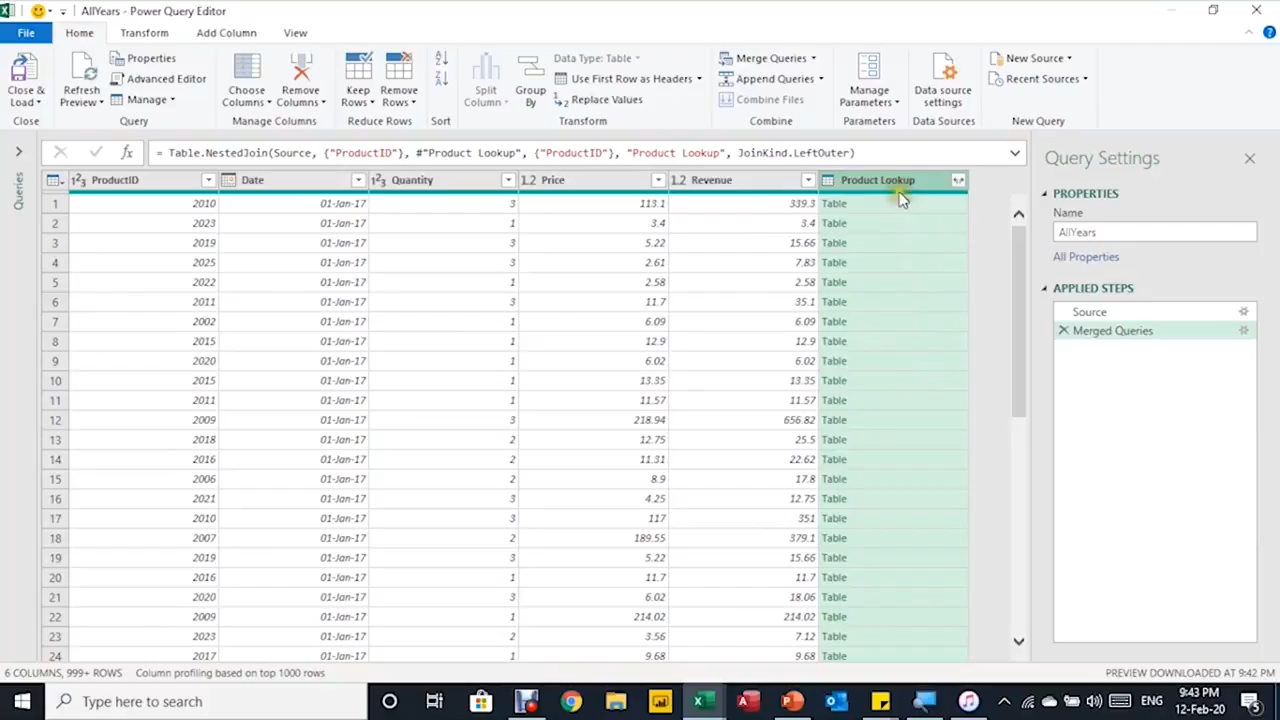 AllYears - Power Query Editor
File Home Transform Add Column View
Close & Load
Close
Refresh Preview
Properties
Advanced Editor
Manage
Query
Choose Columns
Remove Columns
Manage Columns
Keep Rows
Remove Rows
Reduce Rows
Sort
Split Column
Group By
Data Type: Table
Use First Row as Headers
Replace Values
Transform
Merge Queries
Append Queries
Combine Files
Combine
Manage Parameters
Parameters
Data source settings
Data Sources
New Source
Recent Sources
New Query
Queries
fx = Table.NestedJoin(Source, {"ProductID"}, #"Product Lookup", {"ProductID"}, "Product Lookup", JoinKind.LeftOuter)
ProductID Date Quantity 1.2 Price 1.2 Revenue Product Lookup
1 2010 01-Jan-17 3 113.1 339.3 Table
2 2023 01-Jan-17 1 3.4 3.4 Table
3 2019 01-Jan-17 3 5.22 15.66 Table
4 2025 01-Jan-17 3 2.61 7.83 Table
5 2022 01-Jan-17 1 2.58 2.58 Table
6 2011 01-Jan-17 3 11.7 35.1 Table
7 2002 01-Jan-17 1 6.09 6.09 Table
8 2015 01-Jan-17 1 12.9 12.9 Table
9 2020 01-Jan-17 1 6.02 6.02 Table
10 2015 01-Jan-17 1 13.35 13.35 Table
11 2011 01-Jan-17 1 11.57 11.57 Table
12 2009 01-Jan-17 3 218.94 656.82 Table
13 2018 01-Jan-17 2 12.75 25.5 Table
14 2016 01-Jan-17 2 11.31 22.62 Table
15 2006 01-Jan-17 2 8.9 17.8 Table
16 2021 01-Jan-17 3 4.25 12.75 Table
17 2010 01-Jan-17 3 117 351 Table
18 2007 01-Jan-17 2 189.55 379.1 Table
19 2019 01-Jan-17 3 5.22 15.66 Table
20 2016 01-Jan-17 1 11.7 11.7 Table
21 2020 01-Jan-17 3 6.02 18.06 Table
22 2009 01-Jan-17 1 214.02 214.02 Table
23 2023 01-Jan-17 2 3.56 7.12 Table
24 2017 01-Jan-17 1 9.68 9.68 Table
Query Settings
PROPERTIES
Name
AllYears
All Properties
APPLIED STEPS
Source
Merged Queries
6 COLUMNS, 999+ ROWS Column profiling based on top 1000 rows PREVIEW DOWNLOADED AT 9:42 PM
Type here to search
ENG
9:43 PM
12-Feb-20
5